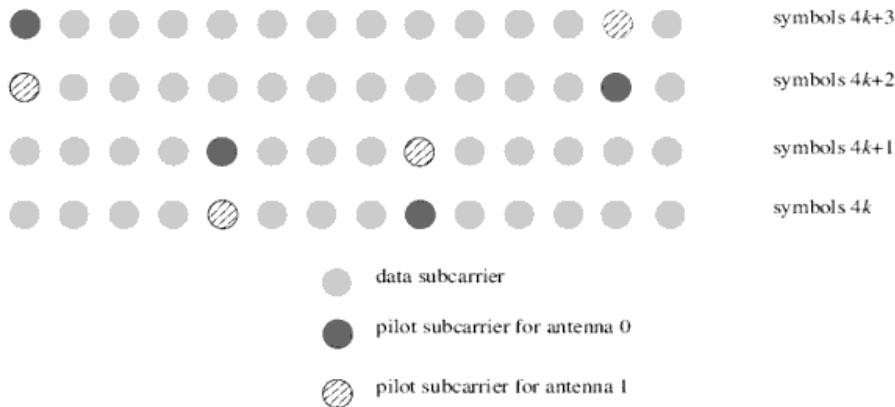 symbols 4k+3
symbols 4k+2
symbols 4k+1
symbols 4k
data subcarrier
pilot subcarrier for antenna 0
pilot subcarrier for antenna 1